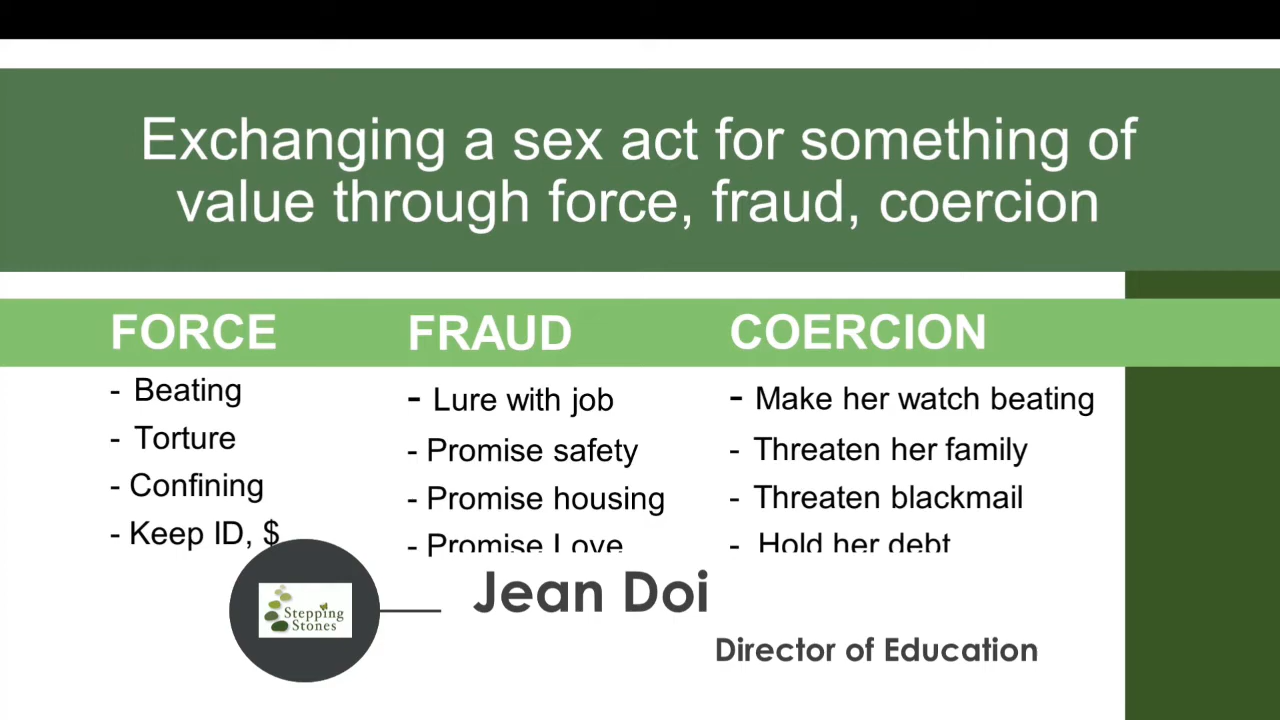 Exchanging a sex act for something of
value through force, fraud, coercion
FORCE
- Beating
- Torture
- Confining
- Keep ID, $
FRAUD
- Lure with job
- Promise safety
- Promise housing
- Promise Love
COERCION
- Make her watch beating
- Threaten her family
- Threaten blackmail
- Hold her debt
Stepping
Stones
Jean Doi
Director of Education